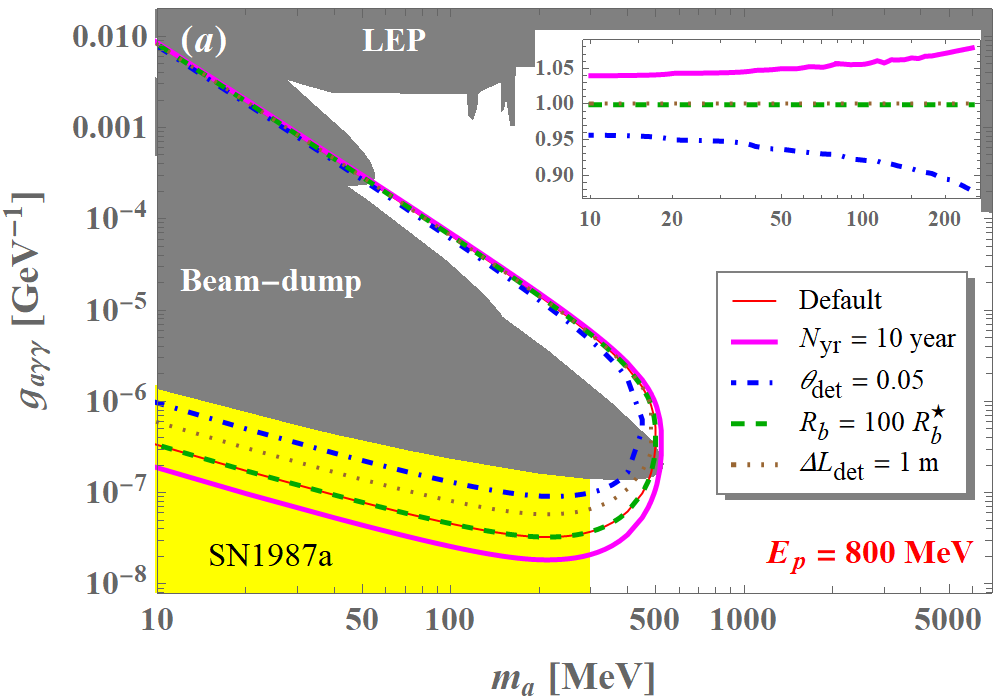 (a)
LEP
Beam−dump
SN1987a
E_p = 800 MeV
0.010
0.001
10⁻⁴
10⁻⁵
10⁻⁶
10⁻⁷
10⁻⁸
g_{aγγ} [GeV⁻¹]
10 50 100 500 1000 5000
m_a [MeV]
1.05
1.00
0.95
0.90
10 20 50 100 200
Default
N_yr = 10 year
θ_det = 0.05
R_b = 100 R_b^★
ΔL_det = 1 m